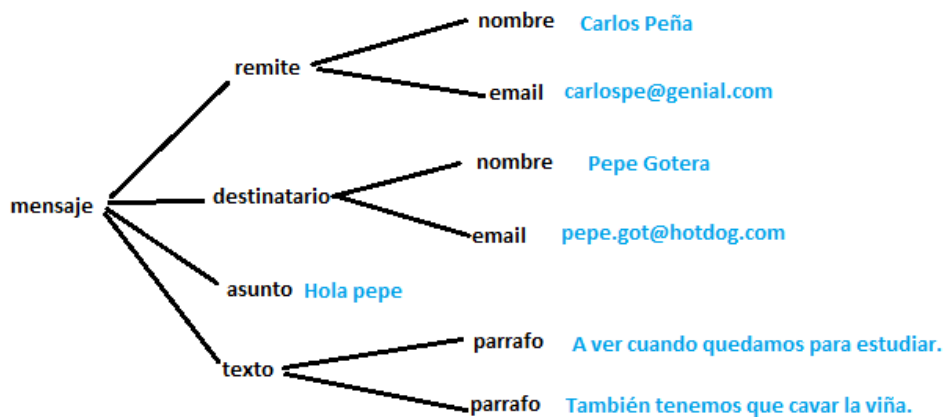 nombre Carlos Peña
remite
email carlospe@genial.com
nombre Pepe Gotera
mensaje
destinatario
email pepe.got@hotdog.com
asunto Hola pepe
parrafo A ver cuando quedamos para estudiar.
texto
parrafo También tenemos que cavar la viña.